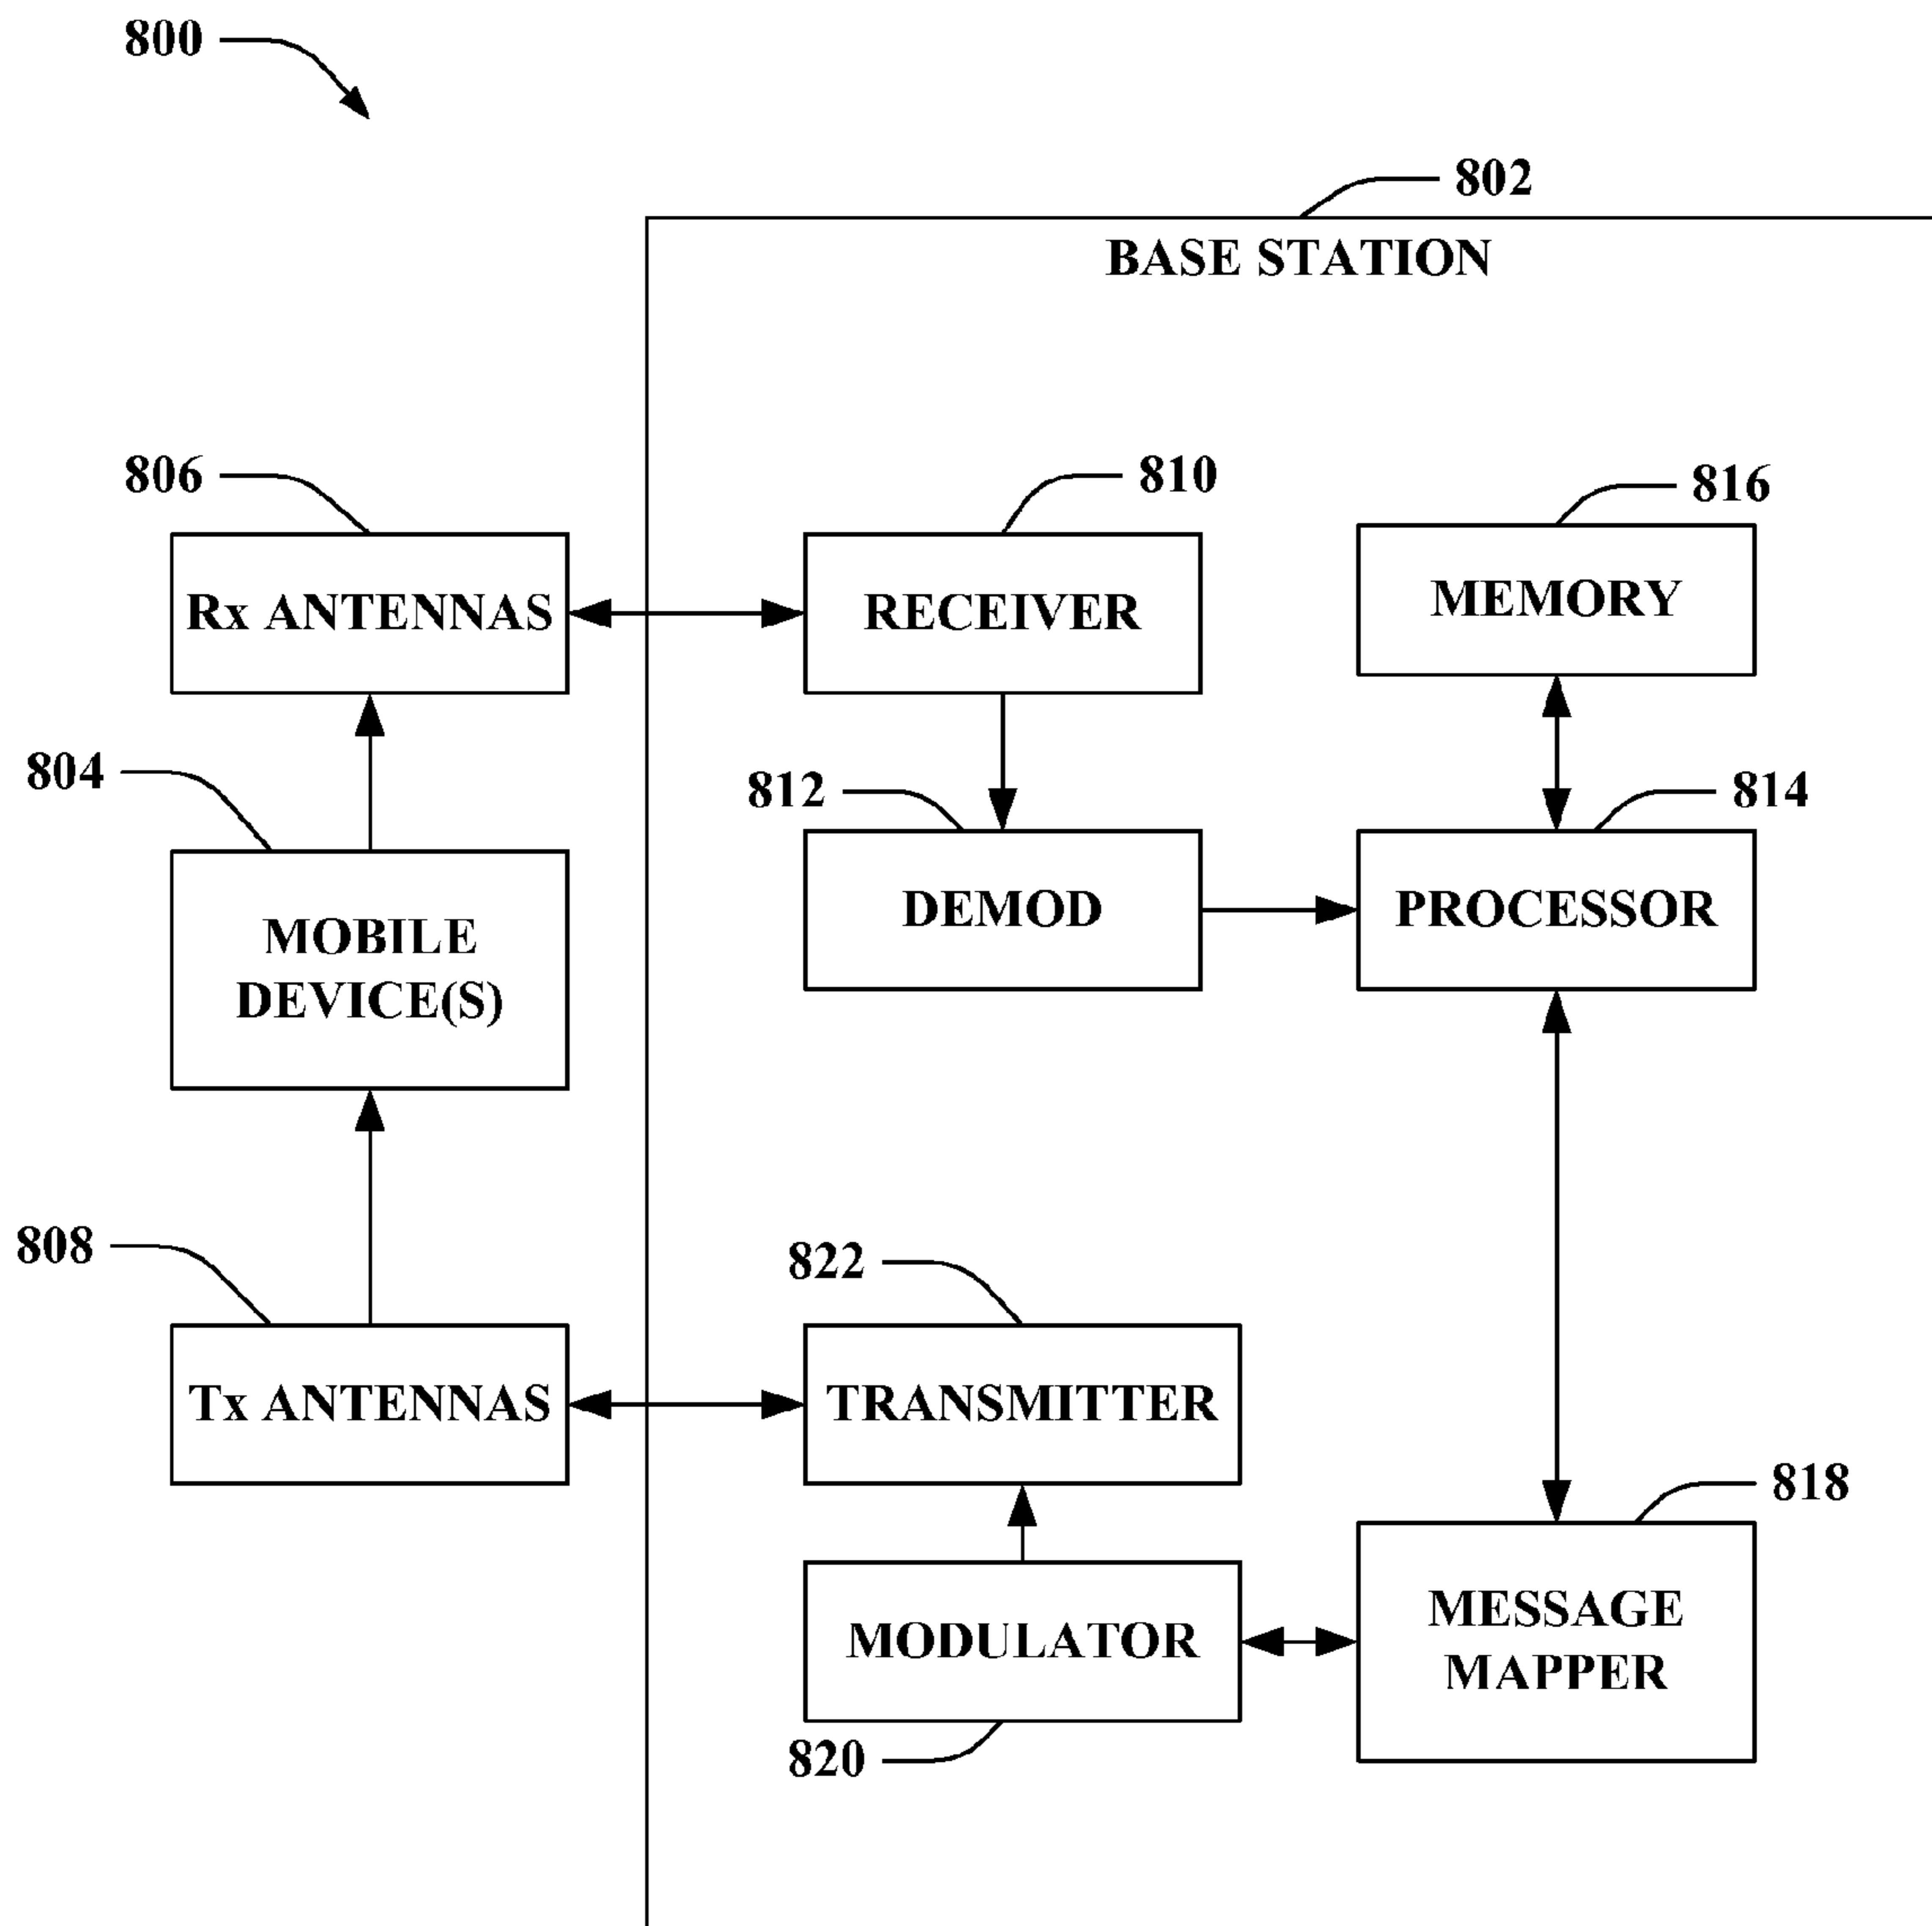 800
802
BASE STATION
806
810
816
Rx ANTENNAS
RECEIVER
MEMORY
804
812
814
MOBILE
DEVICE(S)
DEMOD
PROCESSOR
808
822
Tx ANTENNAS
TRANSMITTER
818
MODULATOR
MESSAGE
MAPPER
820